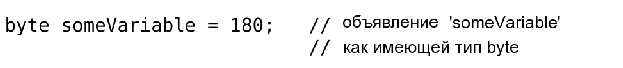 byte someVariable = 180;   // объявление 'someVariable'
// как имеющей тип byte